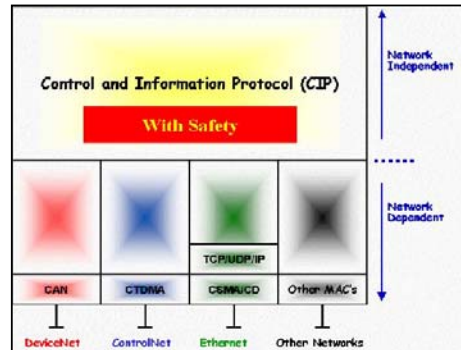 Network
Independent
Control and Information Protocol (CIP)
With Safety
Network
Dependent
TCP/UDP/IP
CAN
CTDMA
CSMA/CD
Other MAC's
DeviceNet
ControlNet
Ethernet
Other Networks